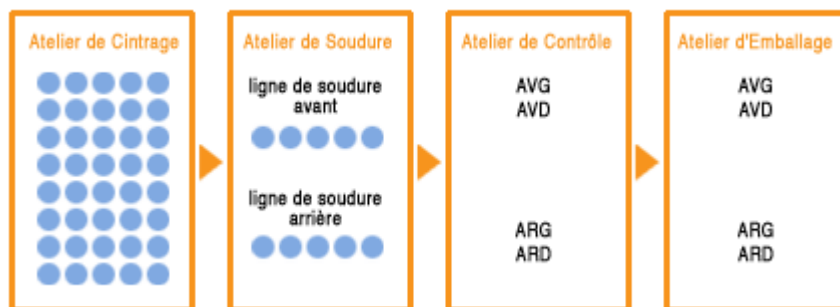 Atelier de Cintrage
Atelier de Soudure
ligne de soudure
avant
ligne de soudure
arrière
Atelier de Contrôle
AVG
AVD
ARG
ARD
Atelier d'Emballage
AVG
AVD
ARG
ARD